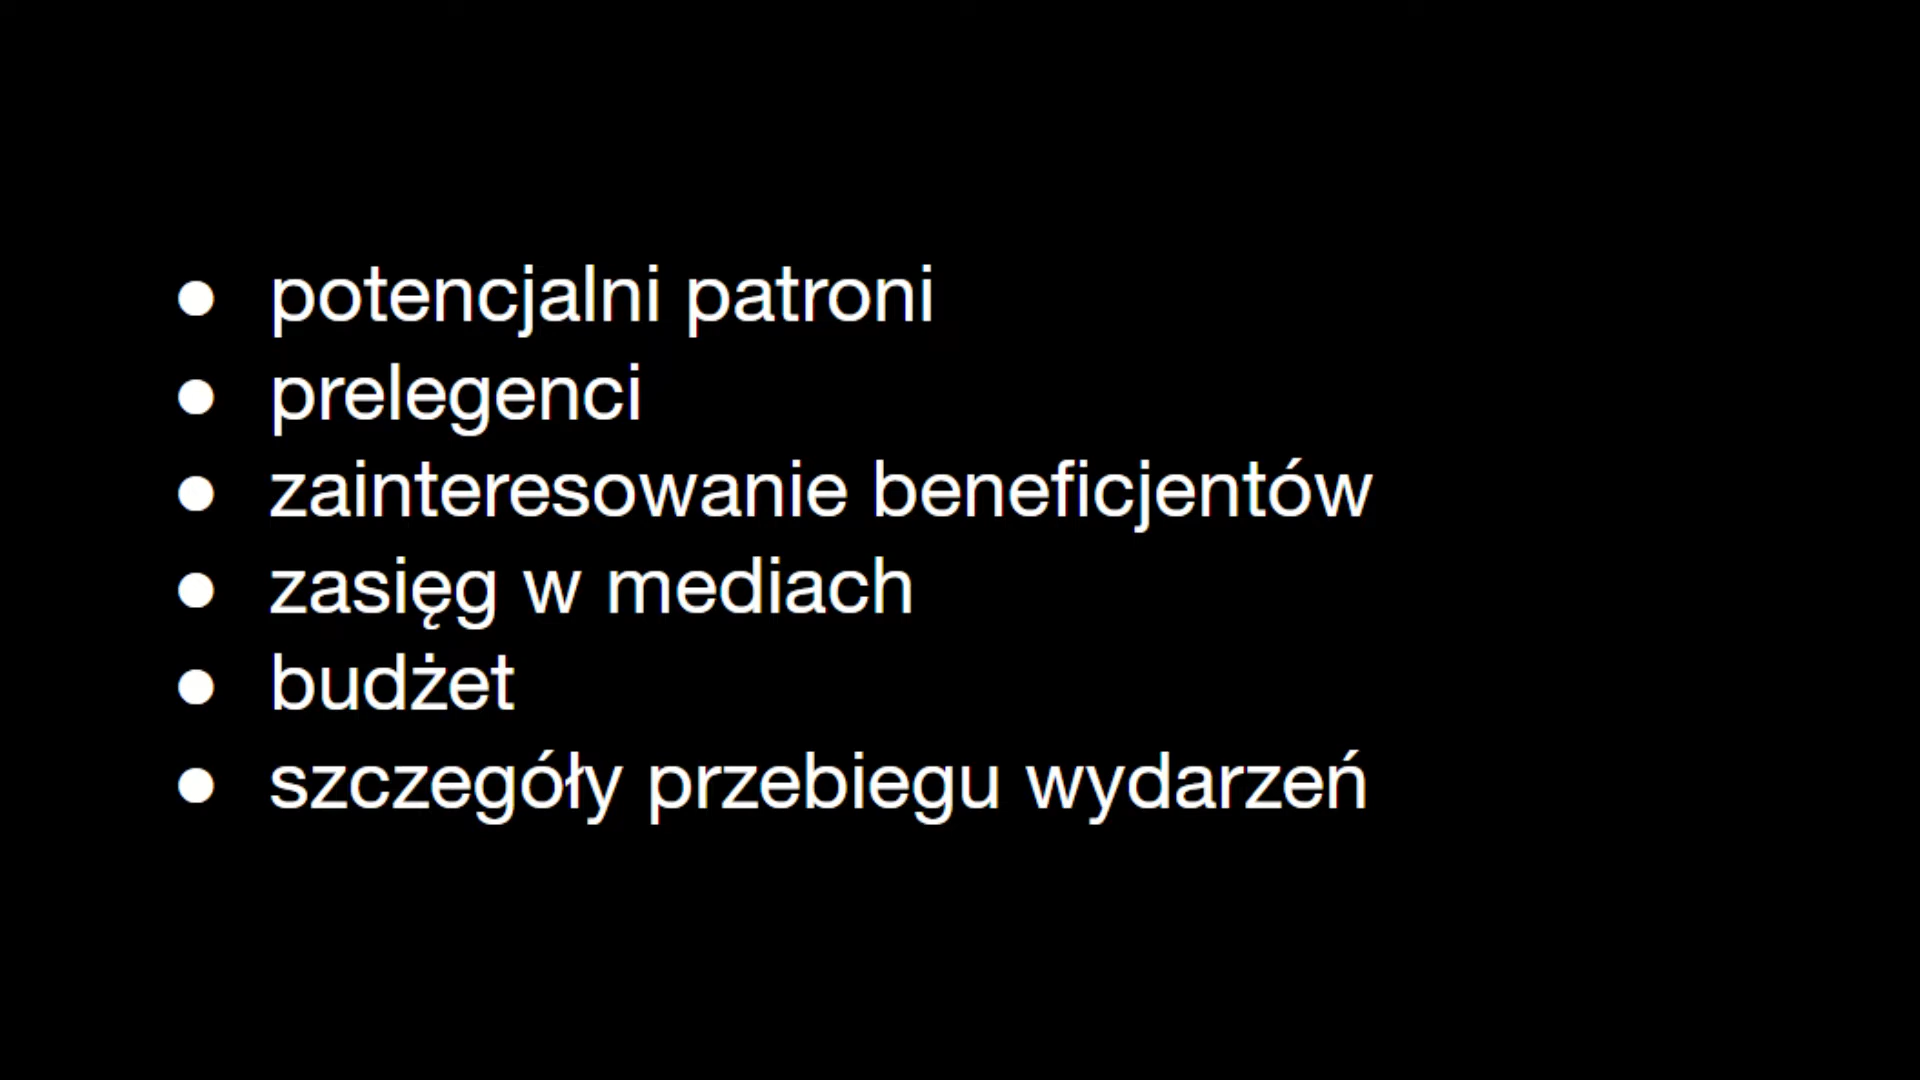 ● potencjalni patroni
● prelegenci
● zainteresowanie beneficjentów
● zasięg w mediach
● budżet
● szczegóły przebiegu wydarzeń